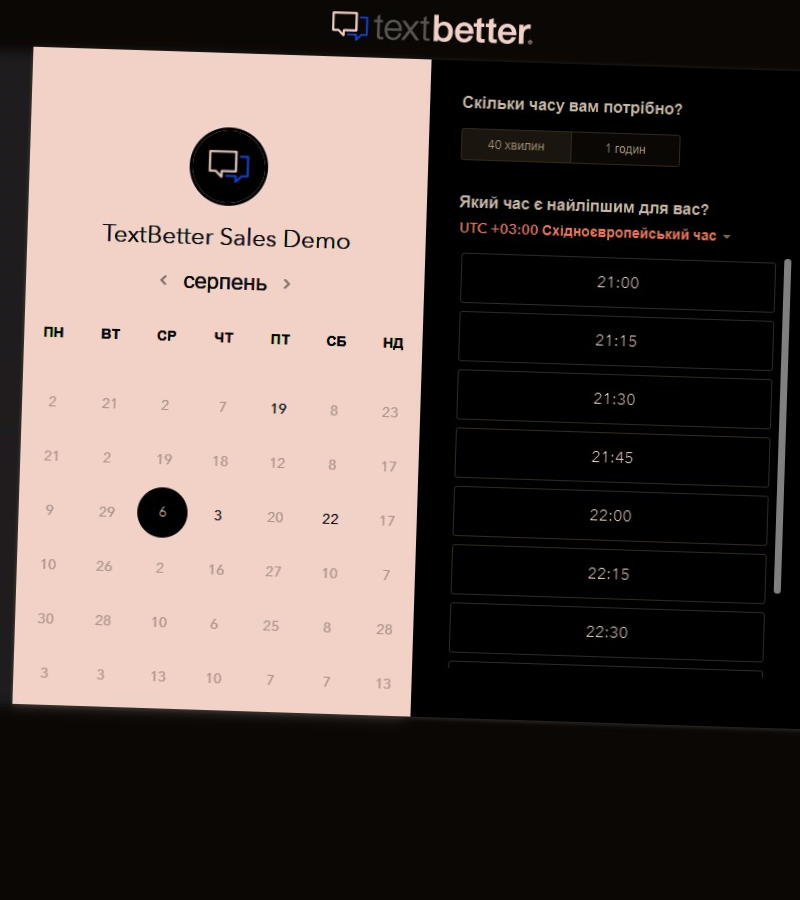 textbetter.
TextBetter Sales Demo
серпень
ПН ВТ СР ЧТ ПТ СБ НД
2 21 2 7 19 8 23
21 2 19 18 12 8 17
9 29 6 3 20 22 17
10 26 2 16 27 10 7
30 28 10 6 25 8 28
3 3 13 10 7 7 13
Скільки часу вам потрібно?
40 хвилин 1 годин
Який час є найліпшим для вас?
UTC +03:00 Східноєвропейський час
21:00
21:15
21:30
21:45
22:00
22:15
22:30